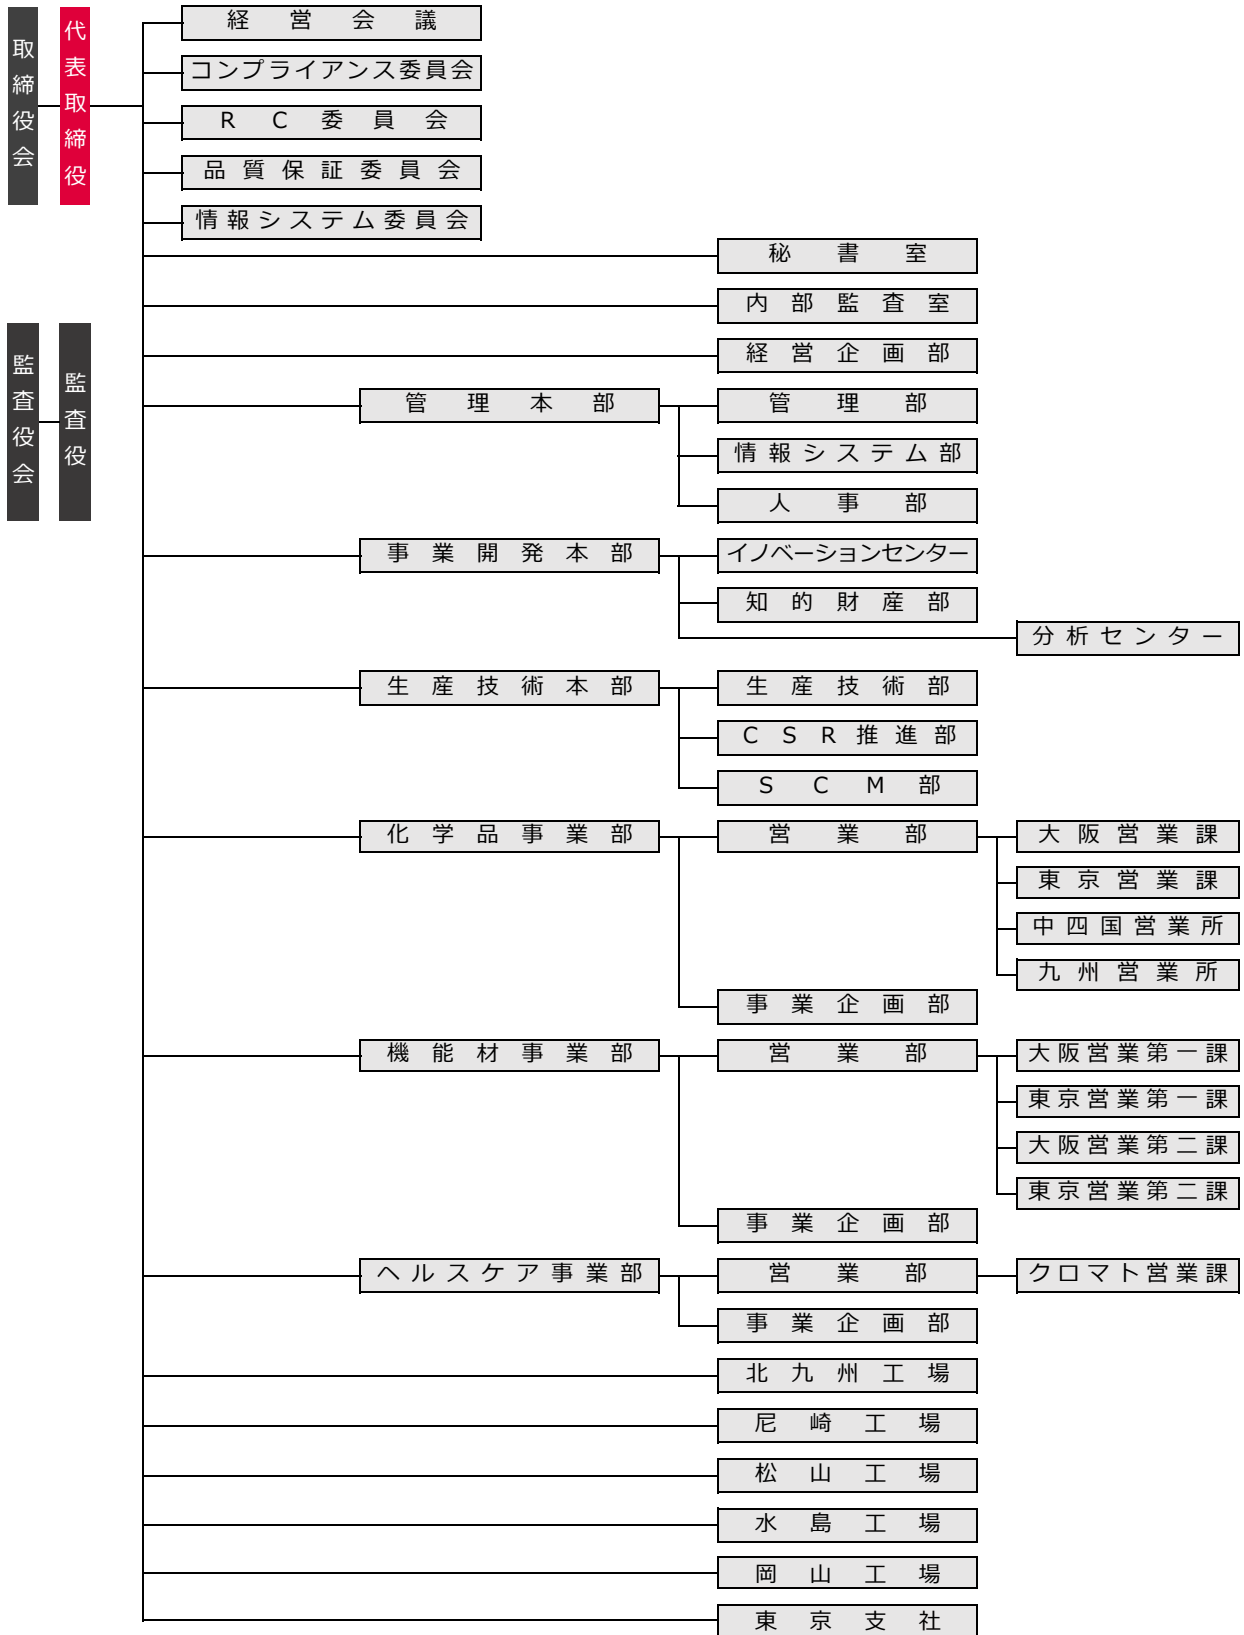 取締役会
代表取締役
経営会議
コンプライアンス委員会
RC委員会
品質保証委員会
情報システム委員会
秘書室
内部監査室
経営企画部
監査役会
監査役
管理本部
管理部
情報システム部
人事部
事業開発本部
イノベーションセンター
知的財産部
分析センター
生産技術本部
生産技術部
CSR推進部
SCM部
化学品事業部
営業部
大阪営業課
東京営業課
中四国営業所
九州営業所
事業企画部
機能材事業部
営業部
大阪営業第一課
東京営業第一課
大阪営業第二課
東京営業第二課
事業企画部
ヘルスケア事業部
営業部
クロマト営業課
事業企画部
北九州工場
尼崎工場
松山工場
水島工場
岡山工場
東京支社